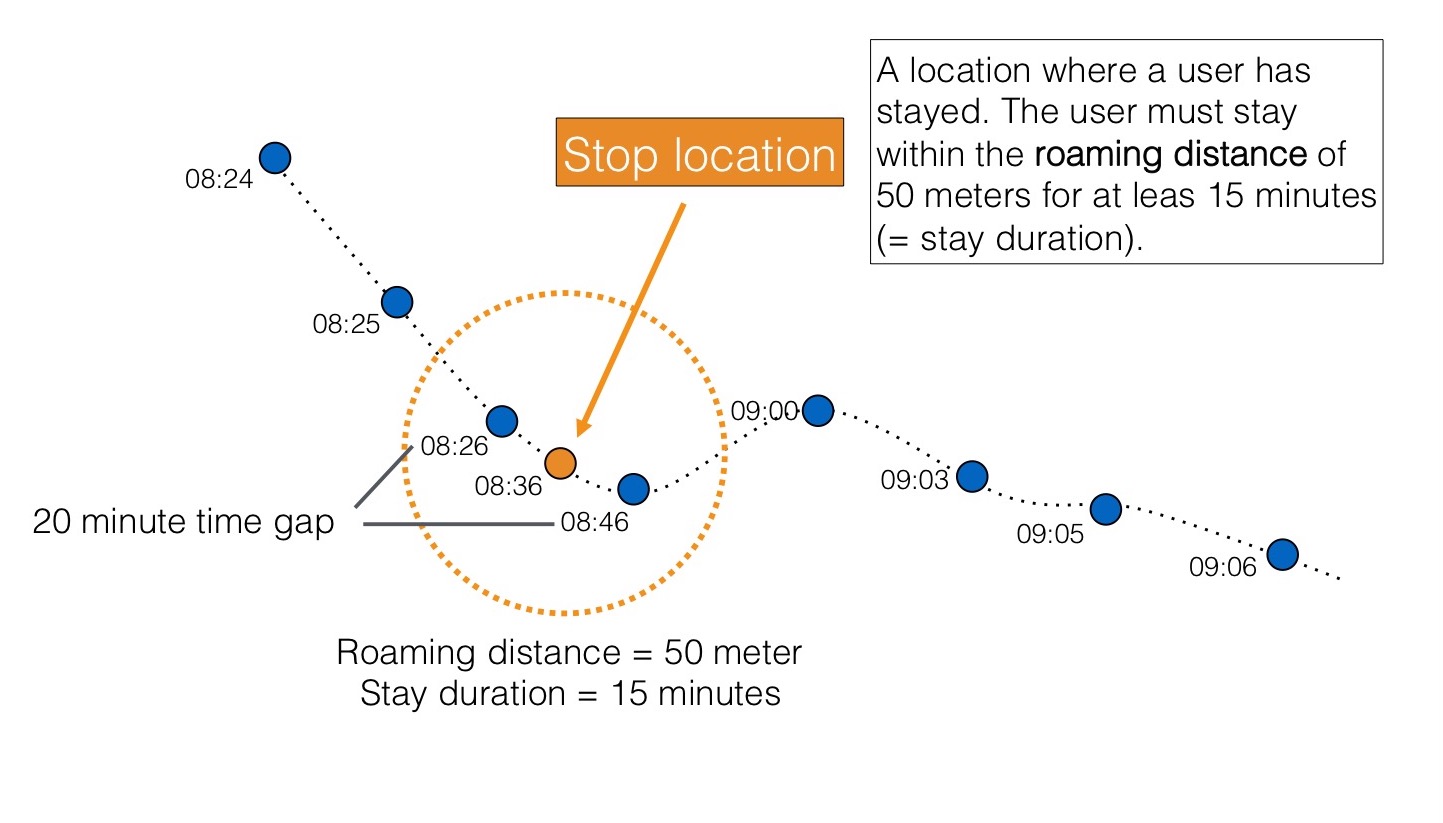 A location where a user has
stayed. The user must stay
within the roaming distance of
50 meters for at leas 15 minutes
(= stay duration).
Stop location
08:24
08:25
08:26
08:36
08:46
09:00
09:03
09:05
09:06
20 minute time gap
Roaming distance = 50 meter
Stay duration = 15 minutes